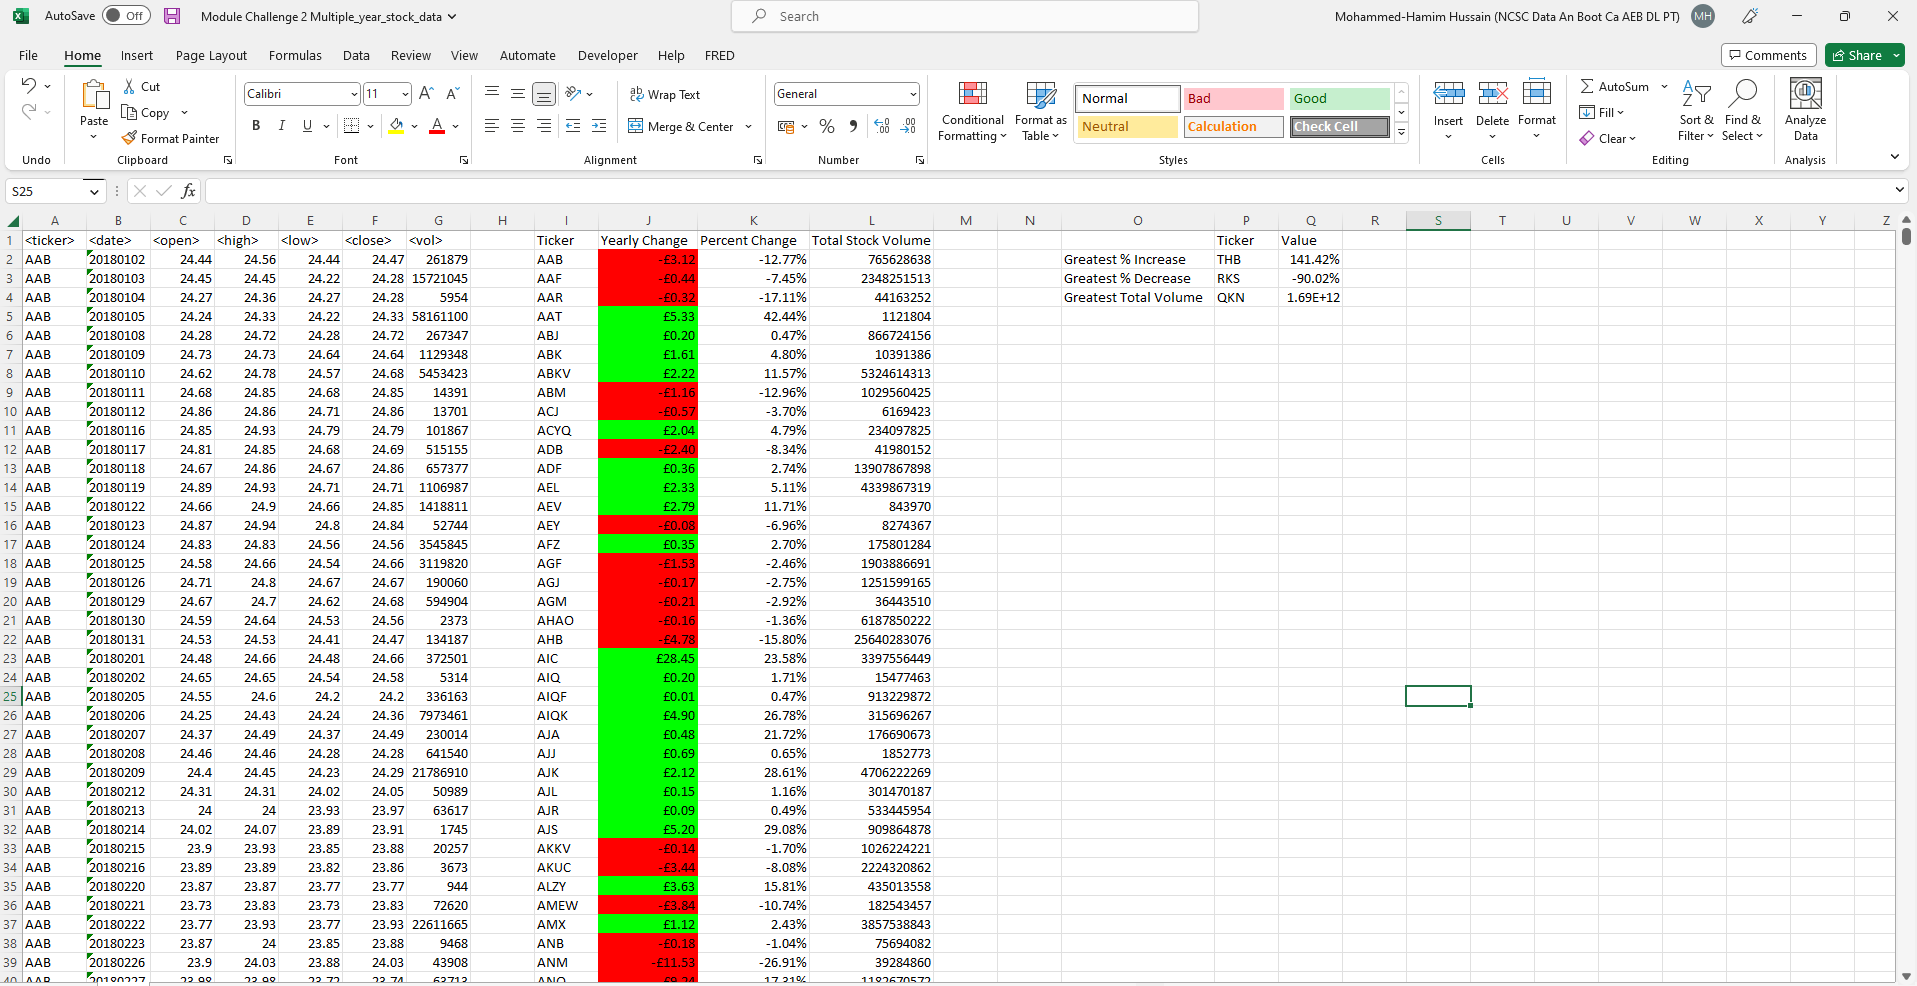 AutoSave Off Module Challenge 2 Multiple_year_stock_data Search Mohammed-Hamim Hussain (NCSC Data An Boot Ca AEB DL PT) MH
File Home Insert Page Layout Formulas Data Review View Automate Developer Help FRED Comments Share
Paste Cut Copy Format Painter
Calibri 11 B I U
Wrap Text Merge & Center
General
Conditional Formatting Format as Table
Normal Bad Good
Neutral Calculation Check Cell
Insert Delete Format
AutoSum Fill Clear Sort & Filter Find & Select
Analyze Data
Undo Clipboard Font Alignment Number Styles Cells Editing Analysis
S25 fx
A B C D E F G H I J K L M N O P Q R S T U V W X Y Z
1 <ticker> <date> <open> <high> <low> <close> <vol> Ticker Yearly Change Percent Change Total Stock Volume Ticker Value
2 AAB 20180102 24.44 24.56 24.44 24.47 261879 AAB -£3.12 -12.77% 765628638 Greatest % Increase THB 141.42%
3 AAB 20180103 24.45 24.45 24.22 24.28 15721045 AAF -£0.44 -7.45% 2348251513 Greatest % Decrease RKS -90.02%
4 AAB 20180104 24.27 24.36 24.27 24.28 5954 AAR -£0.32 -17.11% 44163252 Greatest Total Volume QKN 1.69E+12
5 AAB 20180105 24.24 24.33 24.22 24.33 58161100 AAT £5.33 42.44% 1121804
6 AAB 20180108 24.28 24.72 24.28 24.72 267347 ABJ £0.20 0.47% 866724156
7 AAB 20180109 24.73 24.73 24.64 24.64 1129348 ABK £1.61 4.80% 10391386
8 AAB 20180110 24.62 24.78 24.57 24.68 5453423 ABKV £2.22 11.57% 5324614313
9 AAB 20180111 24.68 24.85 24.68 24.85 14391 ABM -£1.16 -12.96% 1029560425
10 AAB 20180112 24.86 24.86 24.71 24.86 13701 ACJ -£0.57 -3.70% 6169423
11 AAB 20180116 24.85 24.93 24.79 24.79 101867 ACYQ £2.04 4.79% 234097825
12 AAB 20180117 24.81 24.85 24.68 24.69 515155 ADB -£2.40 -8.34% 41980152
13 AAB 20180118 24.67 24.86 24.67 24.86 657377 ADF £0.36 2.74% 13907867898
14 AAB 20180119 24.89 24.93 24.71 24.71 1106987 AEL £2.33 5.11% 4339867319
15 AAB 20180122 24.66 24.9 24.66 24.85 1418811 AEV £2.79 11.71% 843970
16 AAB 20180123 24.87 24.94 24.8 24.84 52744 AEY -£0.08 -6.96% 8274367
17 AAB 20180124 24.83 24.83 24.56 24.56 3545845 AFZ £0.35 2.70% 175801284
18 AAB 20180125 24.58 24.66 24.54 24.66 3119820 AGF -£1.53 -2.46% 1903886691
19 AAB 20180126 24.71 24.8 24.67 24.67 190060 AGJ -£0.17 -2.75% 1251599165
20 AAB 20180129 24.67 24.7 24.62 24.68 594904 AGM -£0.21 -2.92% 36443510
21 AAB 20180130 24.59 24.64 24.53 24.56 2373 AHAO -£0.16 -1.36% 6187850222
22 AAB 20180131 24.53 24.53 24.41 24.47 134187 AHB -£4.78 -15.80% 25640283076
23 AAB 20180201 24.48 24.66 24.48 24.66 372501 AIC £28.45 23.58% 3397556449
24 AAB 20180202 24.65 24.65 24.54 24.58 5314 AIQ £0.20 1.71% 15477463
25 AAB 20180205 24.55 24.6 24.2 24.2 336163 AIQF £0.01 0.47% 913229872
26 AAB 20180206 24.25 24.43 24.24 24.36 7973461 AIQK £4.90 26.78% 315696267
27 AAB 20180207 24.37 24.49 24.37 24.49 230014 AJA £0.48 21.72% 176690673
28 AAB 20180208 24.46 24.46 24.28 24.28 641540 AJJ £0.69 0.65% 1852773
29 AAB 20180209 24.4 24.45 24.23 24.29 21786910 AJK £2.12 28.61% 4706222269
30 AAB 20180212 24.31 24.31 24.02 24.05 50989 AJL £0.15 1.16% 301470187
31 AAB 20180213 24 24 23.93 23.97 63617 AJR £0.09 0.49% 533445954
32 AAB 20180214 24.02 24.07 23.89 23.91 1745 AJS £5.20 29.08% 909864878
33 AAB 20180215 23.9 23.93 23.85 23.88 20257 AKKV -£0.14 -1.70% 1026224221
34 AAB 20180216 23.89 23.89 23.82 23.86 3673 AKUC -£3.44 -8.08% 2224320862
35 AAB 20180220 23.87 23.87 23.77 23.77 944 ALZY £3.63 15.81% 435013558
36 AAB 20180221 23.73 23.83 23.73 23.83 72620 AMEW -£3.84 -10.74% 182543457
37 AAB 20180222 23.77 23.93 23.77 23.93 22611665 AMX £1.12 2.43% 3857538843
38 AAB 20180223 23.87 24 23.85 23.88 9468 ANB -£0.18 -1.04% 75694082
39 AAB 20180226 23.9 24.03 23.88 24.03 43908 ANM -£11.53 -26.91% 39284860
40 AAB 20180227 23.98 23.98 23.72 23.74 63713